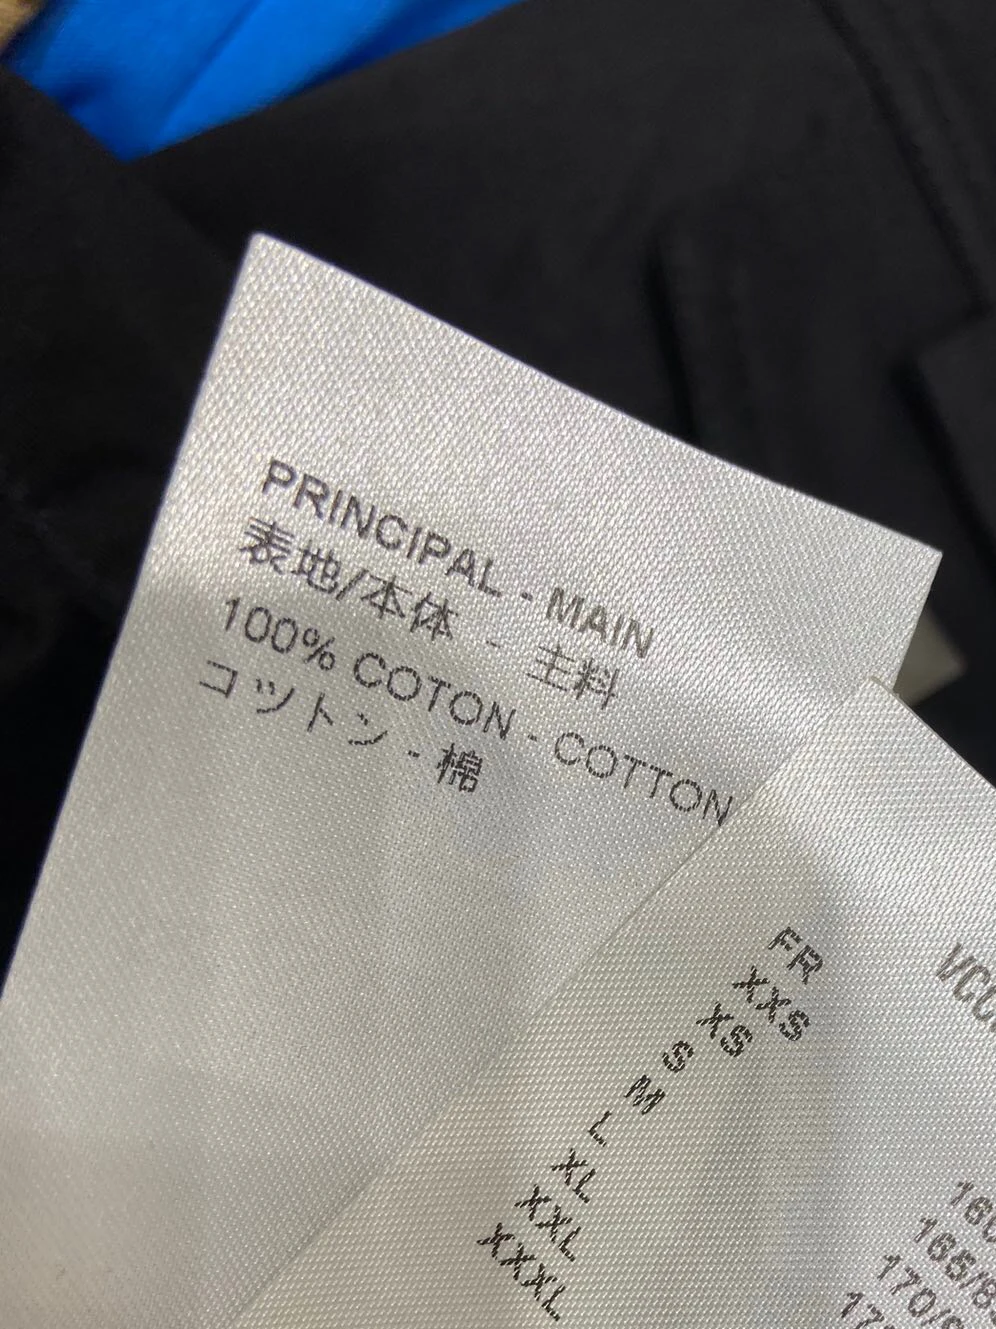 PRINCIPAL - MAIN
表地/本体 - 主料
100% COTON - COTTON
コットン - 棉
FR
XXS
XS
S
M
L
XL
XXL
XXXL